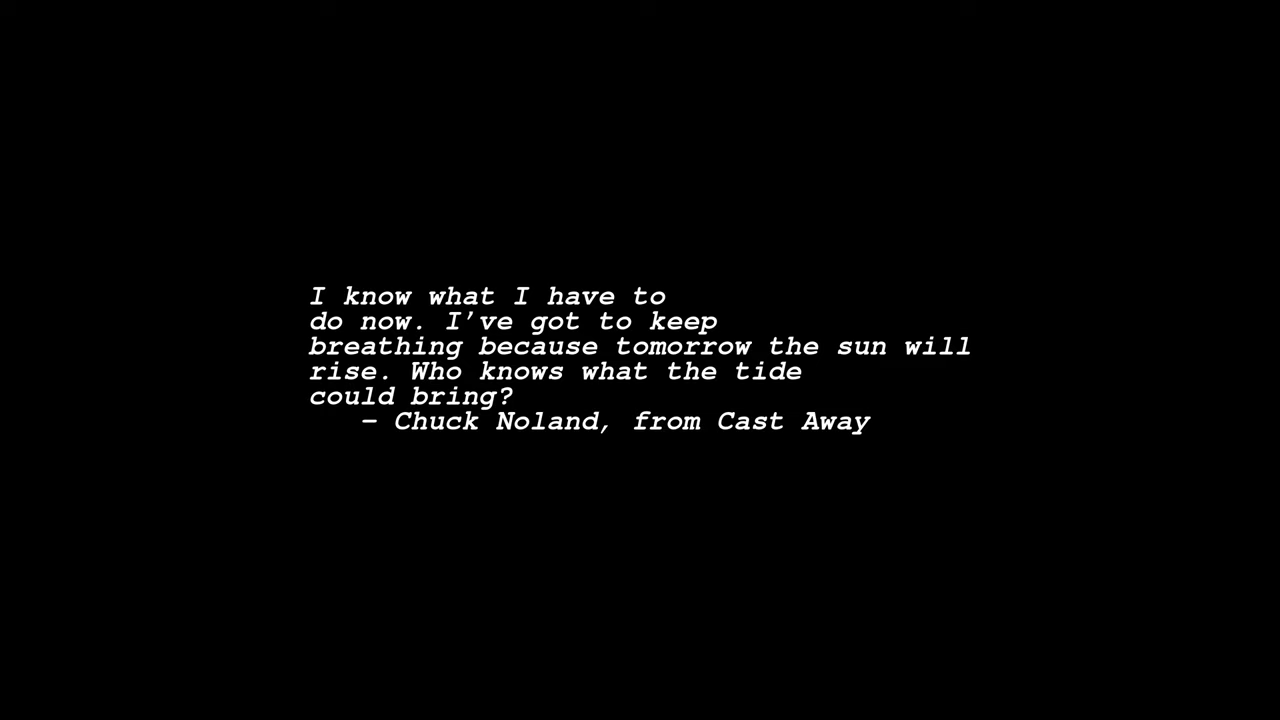 I know what I have to
do now. I've got to keep
breathing because tomorrow the sun will
rise. Who knows what the tide
could bring?
– Chuck Noland, from Cast Away